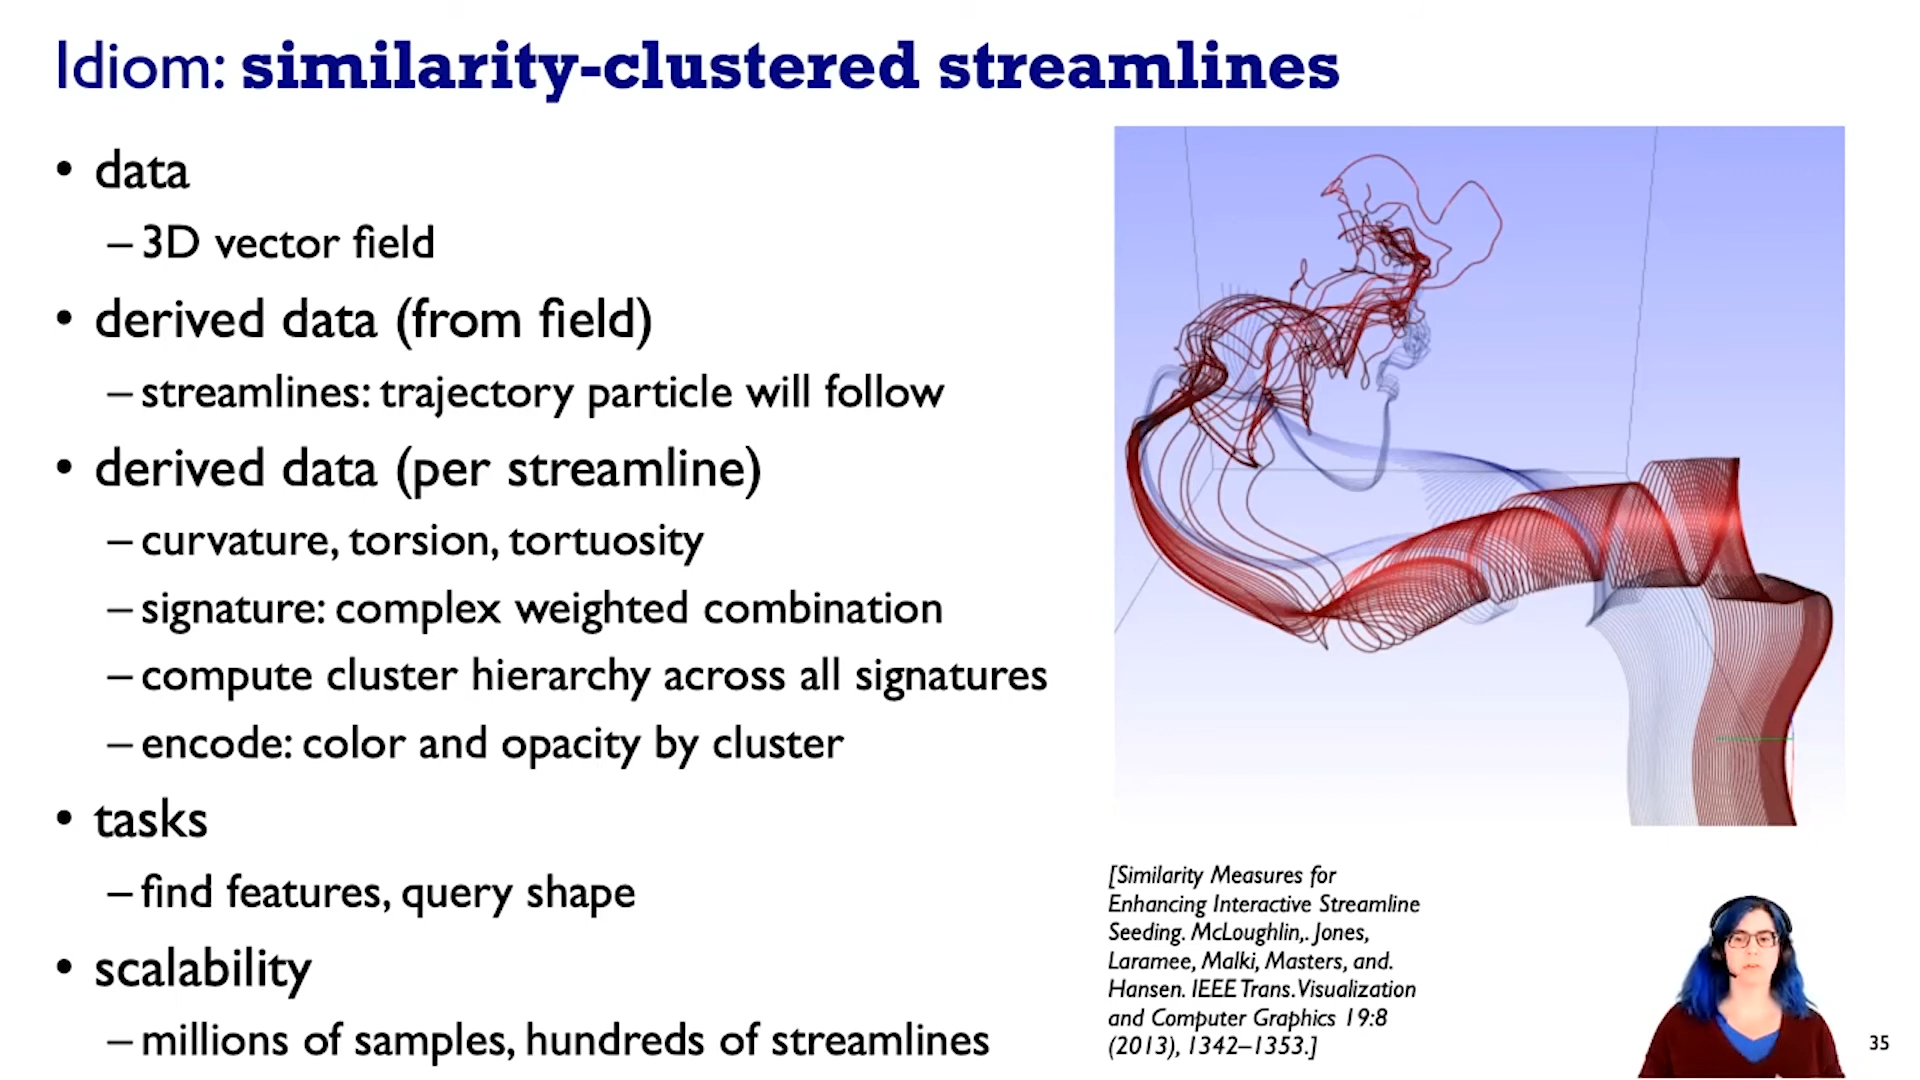 Idiom: similarity-clustered streamlines
• data
– 3D vector field
• derived data (from field)
– streamlines: trajectory particle will follow
• derived data (per streamline)
– curvature, torsion, tortuosity
– signature: complex weighted combination
– compute cluster hierarchy across all signatures
– encode: color and opacity by cluster
• tasks
– find features, query shape
• scalability
– millions of samples, hundreds of streamlines
[Similarity Measures for
Enhancing Interactive Streamline
Seeding. McLoughlin,. Jones,
Laramee, Malki, Masters, and.
Hansen. IEEE Trans. Visualization
and Computer Graphics 19:8
(2013), 1342–1353.]
35